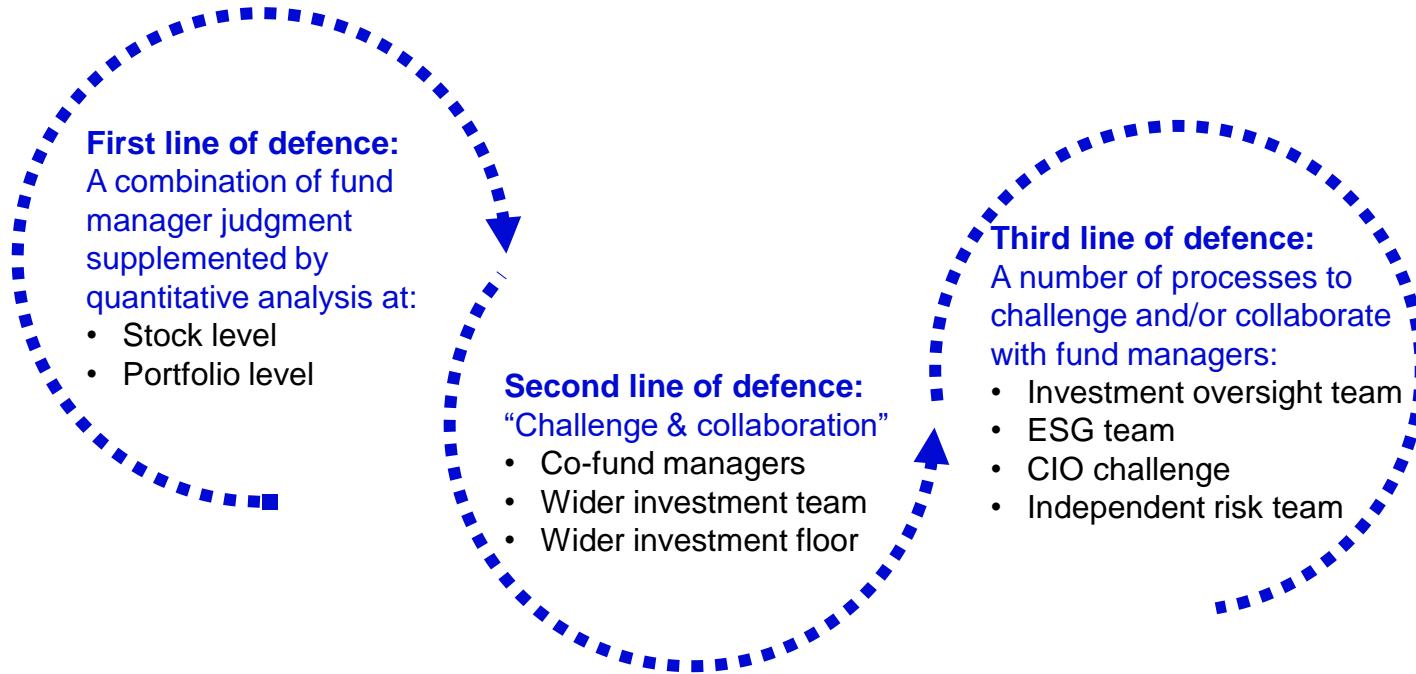 First line of defence:
A combination of fund
manager judgment
supplemented by
quantitative analysis at:
• Stock level
• Portfolio level
Second line of defence:
“Challenge & collaboration”
• Co-fund managers
• Wider investment team
• Wider investment floor
Third line of defence:
A number of processes to
challenge and/or collaborate
with fund managers:
• Investment oversight team
• ESG team
• CIO challenge
• Independent risk team